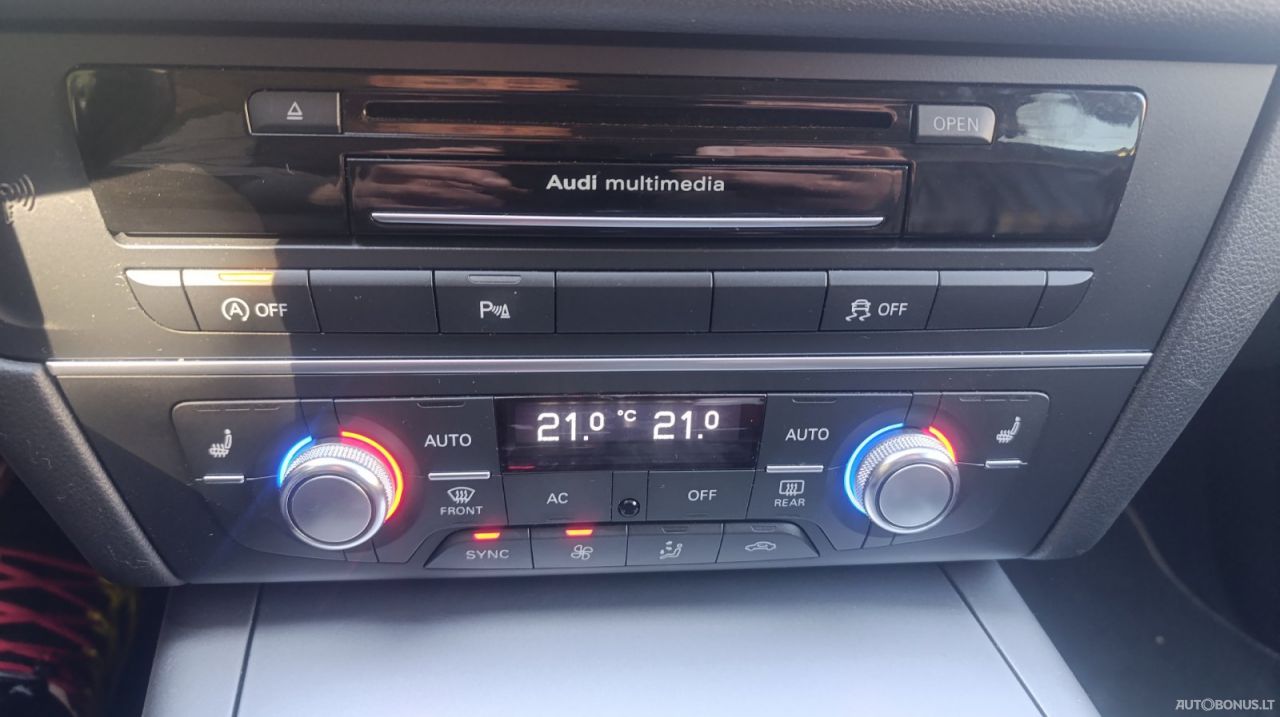 OPEN
Audi multimedia
A OFF
P
OFF
21.0 °C 21.0
AUTO
AUTO
FRONT
AC
OFF
REAR
SYNC
AUTOBONUS.LT